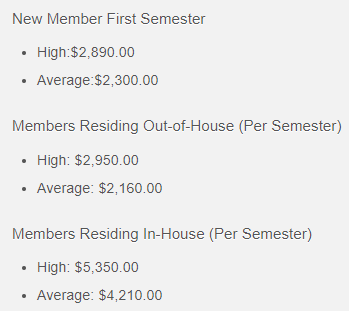 New Member First Semester
• High:$2,890.00
• Average:$2,300.00
Members Residing Out-of-House (Per Semester)
• High: $2,950.00
• Average: $2,160.00
Members Residing In-House (Per Semester)
• High: $5,350.00
• Average: $4,210.00